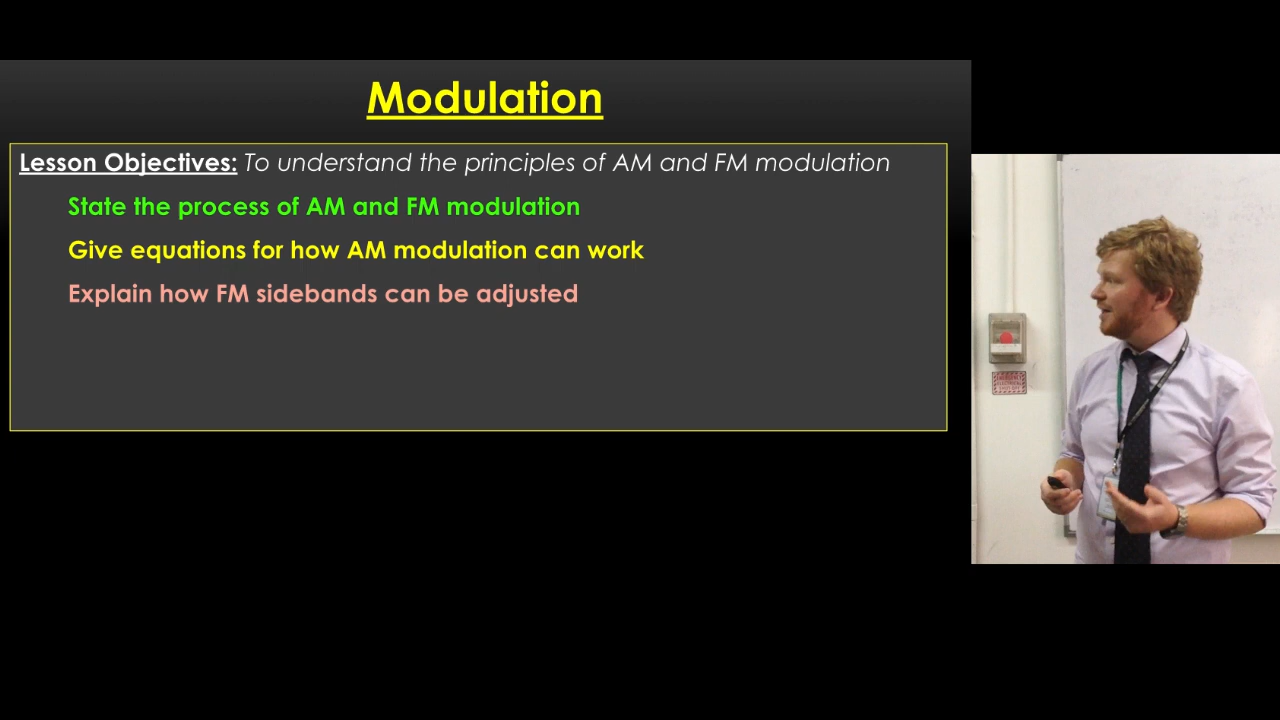 Modulation
Lesson Objectives: To understand the principles of AM and FM modulation
State the process of AM and FM modulation
Give equations for how AM modulation can work
Explain how FM sidebands can be adjusted